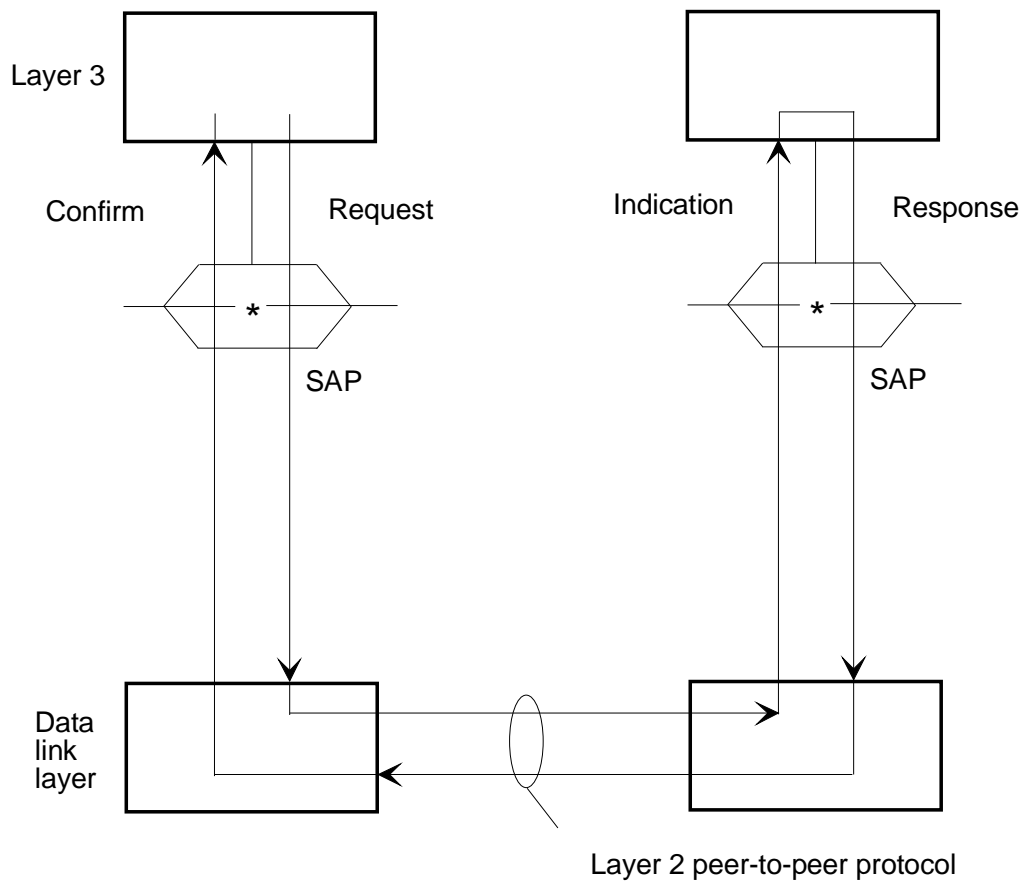 Layer 3
Confirm
Request
Indication
Response
*
*
SAP
SAP
Data
link
layer
Layer 2 peer-to-peer protocol